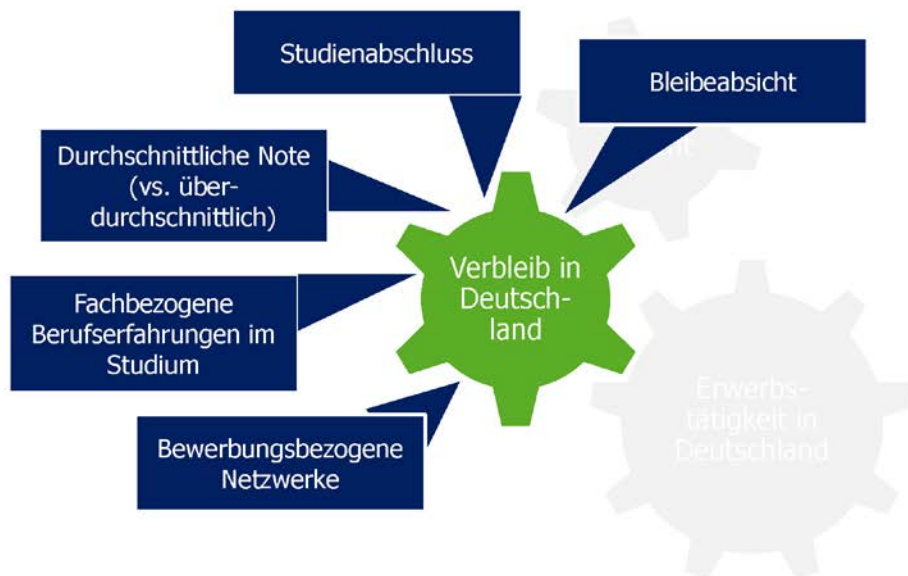 Studienabschluss
Bleibeabsicht
Durchschnittliche Note
(vs. über-
durchschnittlich)
Fachbezogene
Berufserfahrungen im
Studium
Bewerbungsbezogene
Netzwerke
Verbleib in
Deutsch-
land
Erwerbs-
tätigkeit in
Deutschland